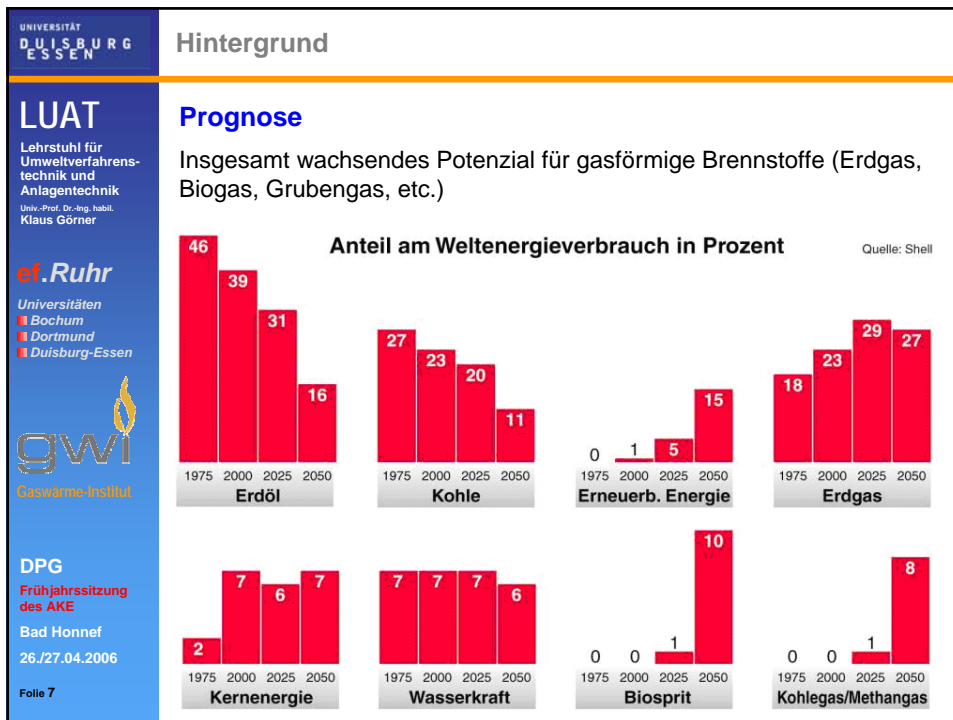 UNIVERSITÄT
DUISBURG
ESSEN
Hintergrund
LUAT
Lehrstuhl für
Umweltverfahrens-
technik und
Anlagentechnik
Univ.-Prof. Dr.-Ing. habil.
Klaus Görner
ef.Ruhr
Universitäten
Bochum
Dortmund
Duisburg-Essen
gwi
Gaswärme-Institut
DPG
Frühjahrssitzung
des AKE
Bad Honnef
26./27.04.2006
Folie 7
Prognose
Insgesamt wachsendes Potenzial für gasförmige Brennstoffe (Erdgas,
Biogas, Grubengas, etc.)
Anteil am Weltenergieverbrauch in Prozent
Quelle: Shell
46 39 31 16
1975 2000 2025 2050
Erdöl
27 23 20 11
1975 2000 2025 2050
Kohle
0 1 5 15
1975 2000 2025 2050
Erneuerb. Energie
18 23 29 27
1975 2000 2025 2050
Erdgas
2 7 6 7
1975 2000 2025 2050
Kernenergie
7 7 7 6
1975 2000 2025 2050
Wasserkraft
0 0 1 10
1975 2000 2025 2050
Biosprit
0 0 1 8
1975 2000 2025 2050
Kohlegas/Methangas